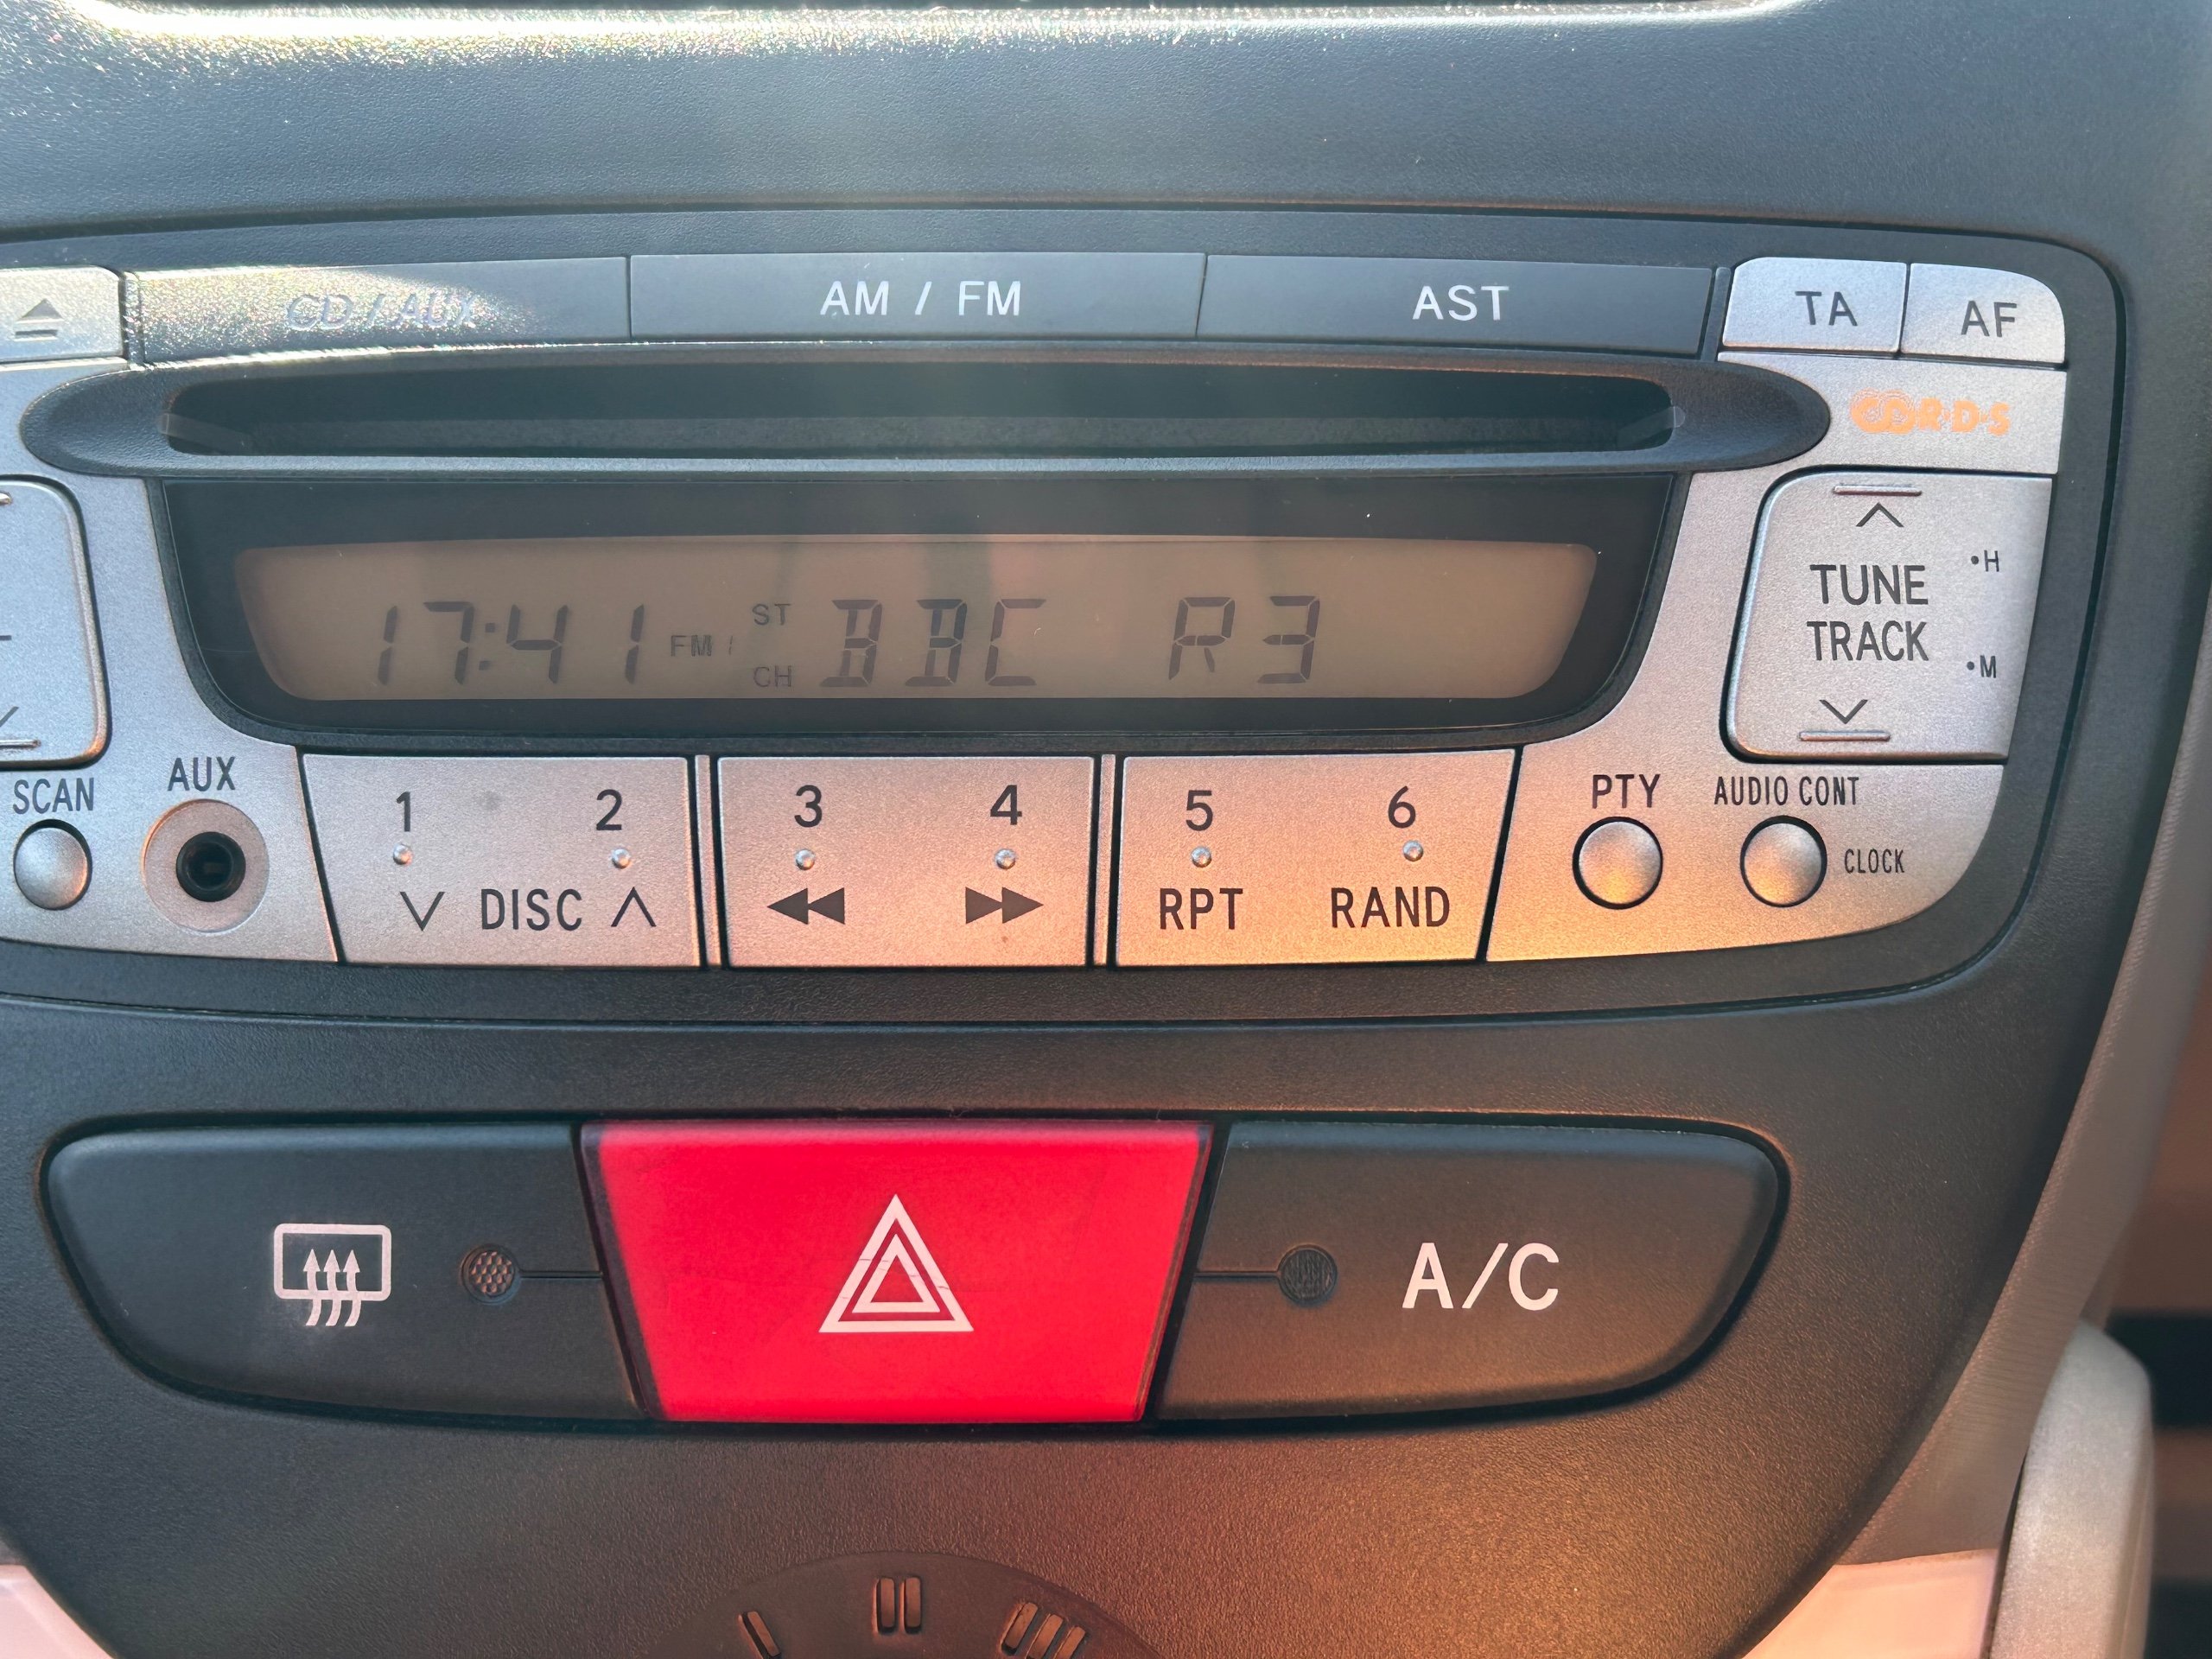 CD / AUX AM / FM AST TA AF
R·D·S
17:41 FM 1 ST CH BBC R3
TUNE
TRACK
•H
•M
SCAN AUX 1 2 3 4 5 6 PTY AUDIO CONT
CLOCK
DISC RPT RAND
A/C